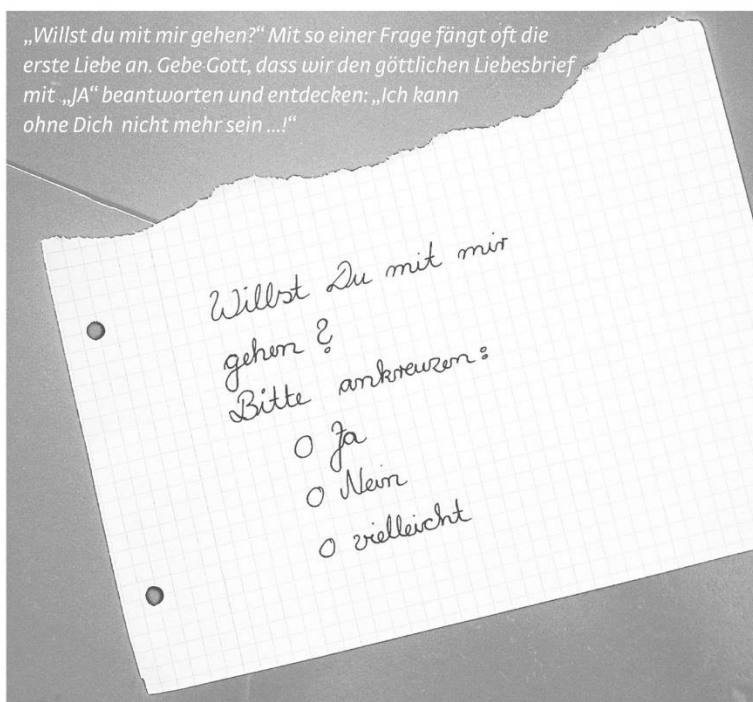 „Willst du mit mir gehen?“ Mit so einer Frage fängt oft die
erste Liebe an. Gebe Gott, dass wir den göttlichen Liebesbrief
mit „JA“ beantworten und entdecken: „Ich kann
ohne Dich nicht mehr sein ...!“
Willst Du mit mir
gehen?
Bitte ankreuzen:
O Ja
O Nein
O vielleicht